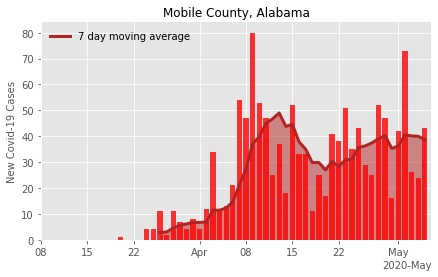 Mobile County, Alabama
7 day moving average
New Covid-19 Cases
80
70
60
50
40
30
20
10
0
08 15 22 Apr 08 15 22 May
2020-May